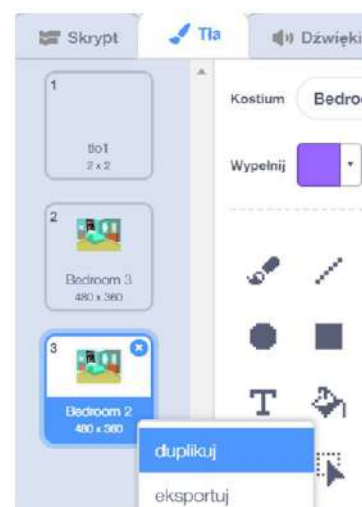 Skrypt
Tła
Dźwięki
1
tło1
2 x 2
2
Bedroom 3
480 x 360
3
Bedroom 2
480 x 360
duplikuj
eksportuj
Kostium
Bedroo
Wypełnij
T